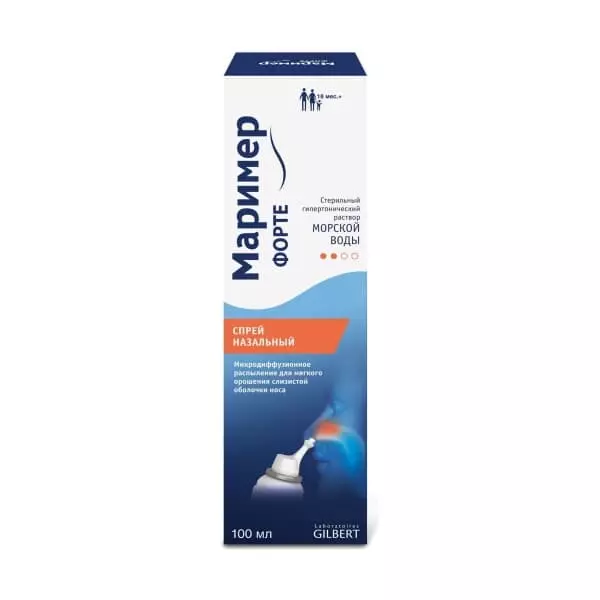 Маример
18 мес.+
Маример
ФОРТЕ
Стерильный
гипертонический
раствор
МОРСКОЙ
ВОДЫ
СПРЕЙ
НАЗАЛЬНЫЙ
Микродиффузионное
распыление для мягкого
орошения слизистой
оболочки носа
100 мл
Laboratoires
GILBERT